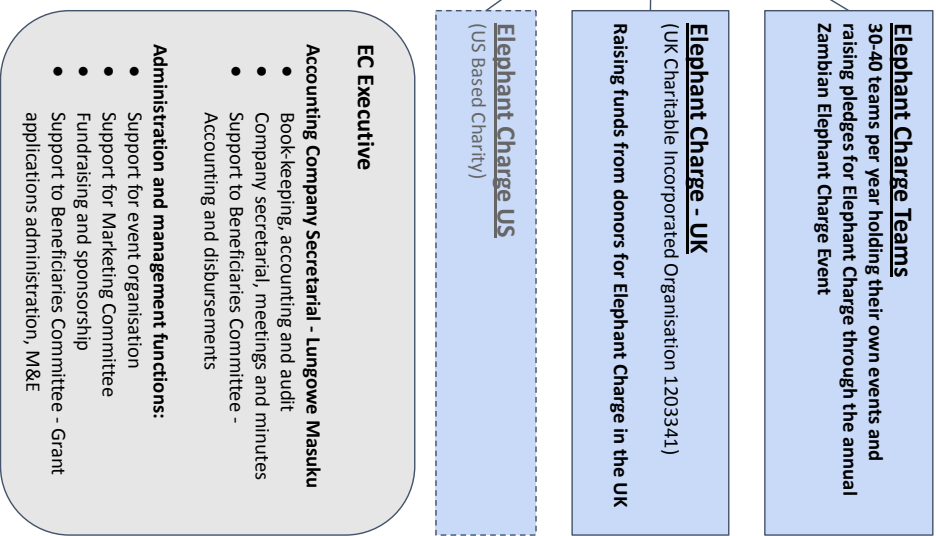 Elephant Charge Teams
30-40 teams per year holding their own events and
raising pledges for Elephant Charge through the annual
Zambian Elephant Charge Event
Elephant Charge - UK
(UK Charitable Incorporated Organisation 1203341)
Raising funds from donors for Elephant Charge in the UK
Elephant Charge US
(US Based Charity)
EC Executive
Accounting Company Secretarial - Lungowe Masuku
● Book-keeping, accounting and audit
● Company secretarial, meetings and minutes
● Support to Beneficiaries Committee -
Accounting and disbursements
Administration and management functions:
● Support for event organisation
● Support for Marketing Committee
● Fundraising and sponsorship
● Support to Beneficiaries Committee - Grant
applications administration, M&E